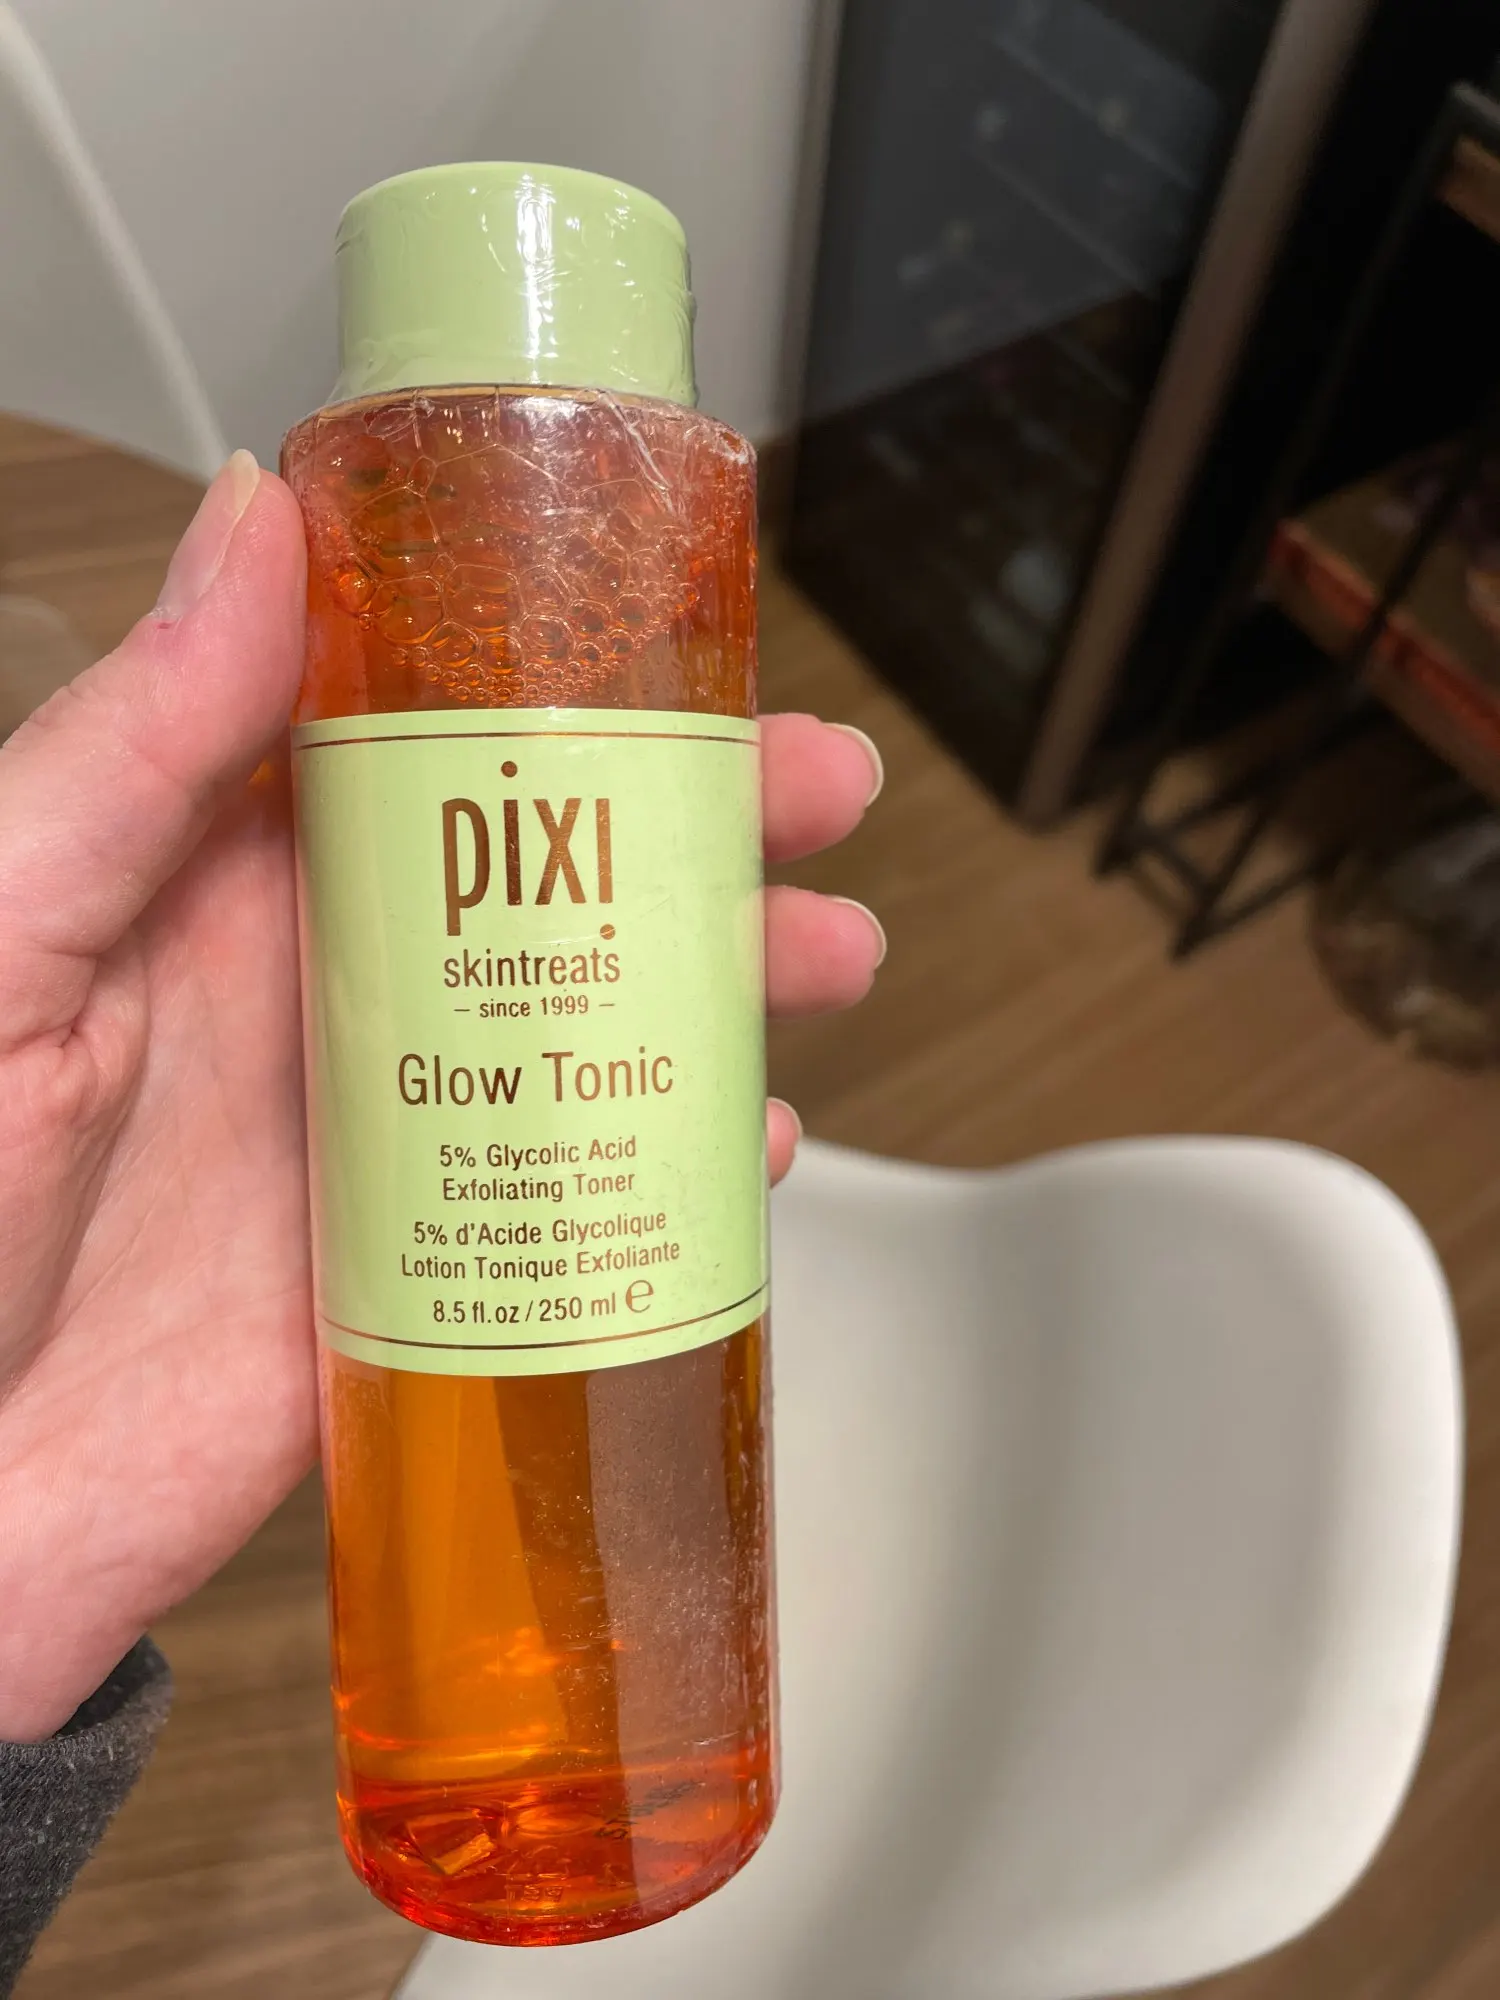 pixi
skintreats
– since 1999 –
Glow Tonic
5% Glycolic Acid
Exfoliating Toner
5% d'Acide Glycolique
Lotion Tonique Exfoliante
8.5 fl.oz / 250 ml ℮